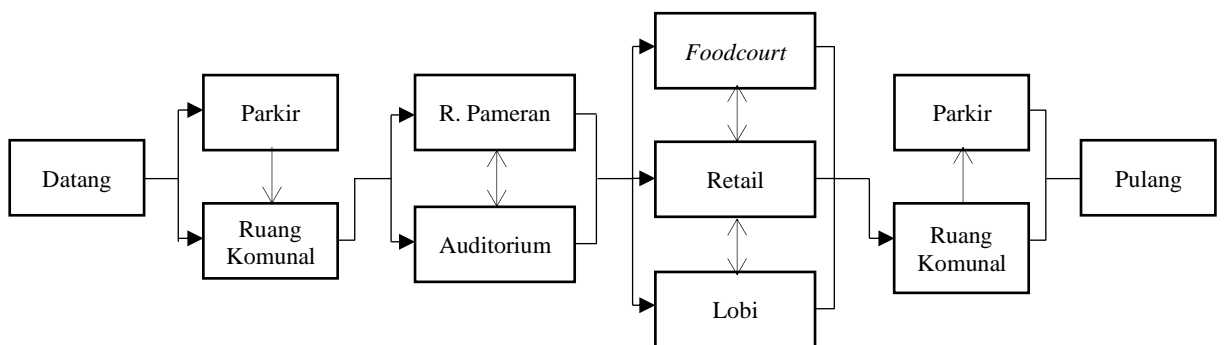 Datang
Parkir
Ruang
Komunal
R. Pameran
Auditorium
Foodcourt
Retail
Lobi
Parkir
Ruang
Komunal
Pulang